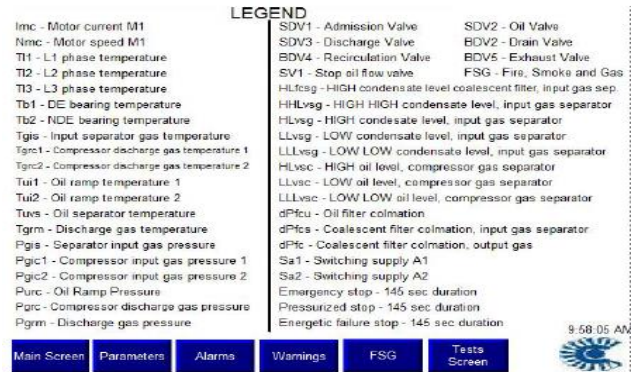 LEGEND
Imc - Motor current M1
Nmc - Motor speed M1
Tl1 - L1 phase temperature
Tl2 - L2 phase temperature
Tl3 - L3 phase temperature
Tb1 - DE bearing temperature
Tb2 - NDE bearing temperature
Tgis - Input separator gas temperature
Tgrc1 - Compressor discharge gas temperature 1
Tgrc2 - Compressor discharge gas temperature 2
Tui1 - Oil ramp temperature 1
Tui2 - Oil ramp temperature 2
Tuvs - Oil separator temperature
Tgrm - Discharge gas temperature
Pgis - Separator input gas pressure
Pgic1 - Compressor input gas pressure 1
Pgic2 - Compressor input gas pressure 2
Purc - Oil Ramp Pressure
Pgrc - Compressor discharge gas pressure
Pgrm - Discharge gas pressure
SDV1 - Admission Valve SDV2 - Oil Valve
SDV3 - Discharge Valve BDV2 - Drain Valve
BDV4 - Recirculation Valve BDV5 - Exhaust Valve
SV1 - Stop oil flow valve FSG - Fire, Smoke and Gas
HLfcsg - HIGH condensate level coalescent filter, input gas sep.
HHLvsg - HIGH HIGH condensate level, input gas separator
HLvsg - HIGH condesate level, input gas separator
LLvsg - LOW condensate level, input gas separator
LLLvsg - LOW LOW condensate level, input gas separator
HLvsc - HIGH oil level, compressor gas separator
LLvsc - LOW oil level, compressor gas separator
LLLvsc - LOW LOW oil level, compressor gas separator
dPfcu - Oil filter colmation
dPfcs - Coalescent filter colmation, input gas separator
dPfc - Coalescent filter colmation, output gas
Sa1 - Switching supply A1
Sa2 - Switching supply A2
Emergency stop - 145 sec duration
Pressurized stop - 145 sec duration
Energetic failure stop - 145 sec duration
9:58:05 AM
Main Screen Parameters Alarms Warnings FSG Tests Screen